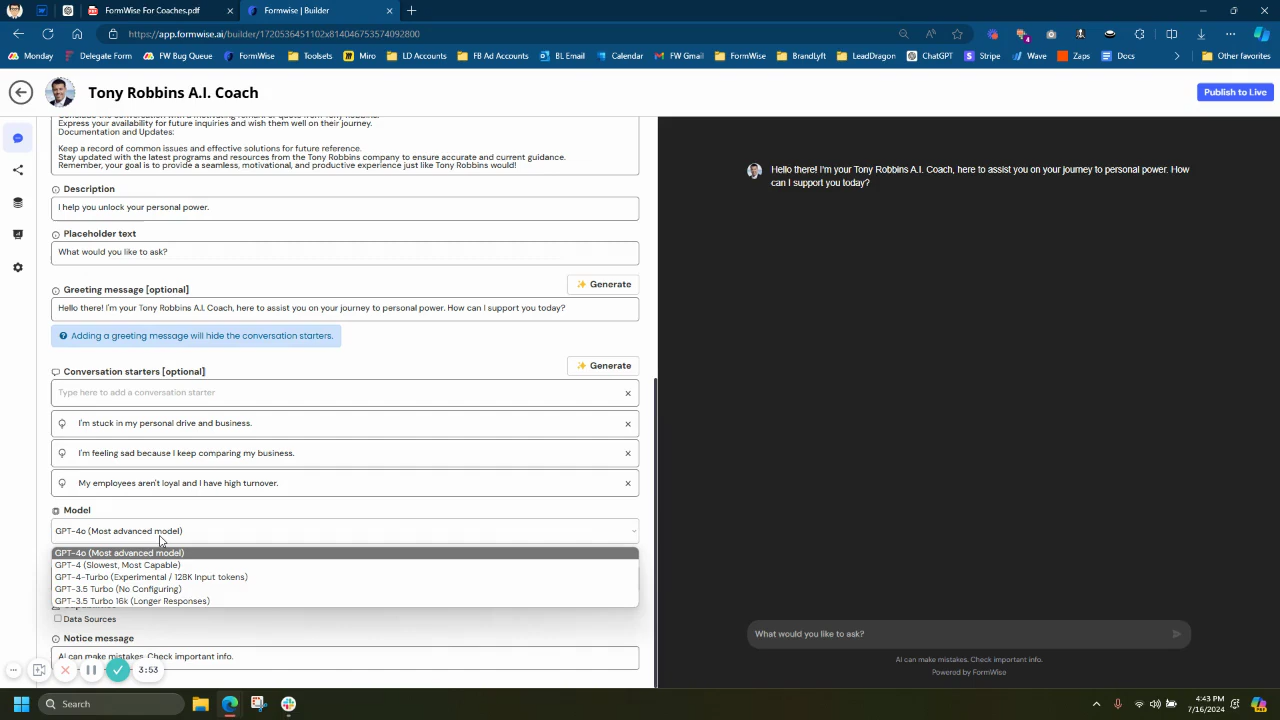 FormWise For Coaches.pdf
Formwise | Builder
https://app.formwise.ai/builder/1720536451102x814046753574092800
Monday
Delegate Form
FW Bug Queue
FormWise
Toolsets
Miro
LD Accounts
FB Ad Accounts
BL Email
Calendar
FW Gmail
FormWise
BrandLyft
LeadDragon
ChatGPT
Stripe
Wave
Zaps
Docs
Other favorites
Tony Robbins A.I. Coach
Publish to Live
Express your availability for future inquiries and wish them well on their journey.
Documentation and Updates:
Keep a record of common issues and effective solutions for future reference.
Stay updated with the latest programs and resources from the Tony Robbins company to ensure accurate and current guidance.
Remember, your goal is to provide a seamless, motivational, and productive experience just like Tony Robbins would!
Description
I help you unlock your personal power.
Placeholder text
What would you like to ask?
Greeting message [optional]
Generate
Hello there! I'm your Tony Robbins A.I. Coach, here to assist you on your journey to personal power. How can I support you today?
Adding a greeting message will hide the conversation starters.
Conversation starters [optional]
Generate
Type here to add a conversation starter
I'm stuck in my personal drive and business.
I'm feeling sad because I keep comparing my business.
My employees aren't loyal and I have high turnover.
Model
GPT-4o (Most advanced model)
GPT-4o (Most advanced model)
GPT-4 (Slowest, Most Capable)
GPT-4-Turbo (Experimental / 128K Input tokens)
GPT-3.5 Turbo (No Configuring)
GPT-3.5 Turbo 16k (Longer Responses)
Data Sources
Notice message
AI can make mistakes. Check important info.
3:53
Hello there! I'm your Tony Robbins A.I. Coach, here to assist you on your journey to personal power. How
can I support you today?
What would you like to ask?
AI can make mistakes. Check important info.
Powered by FormWise
Search
4:43 PM
7/16/2024